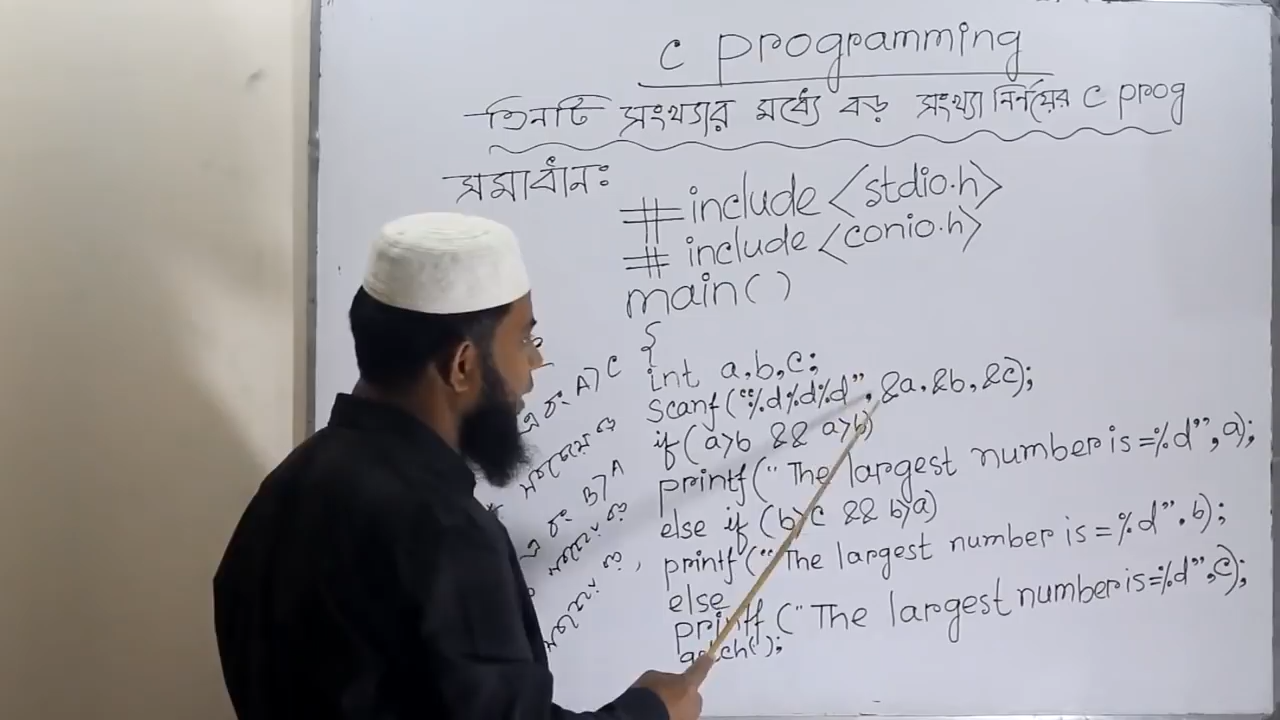 C programming
তিনটি সংখ্যার মধ্যে বড় সংখ্যা নির্নয়ের C prog
সমাধান:
# include <stdio.h>
# include <conio.h>
main()
{
int a,b,c;
scanf ("%d%d%d", &a, &b, &c);
if (a>b && a>b)
printf (" The largest number is =%d", a);
else if (b>c && b>a)
printf (" The largest number is =%d". b);
else
printf (" The largest number is=%d", c);
getch();
A>C
B>A